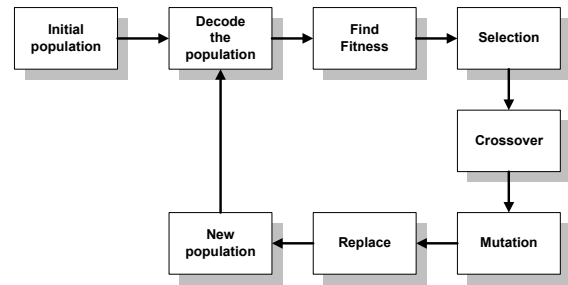 Initial
population
Decode
the
population
Find
Fitness
Selection
Crossover
New
population
Replace
Mutation